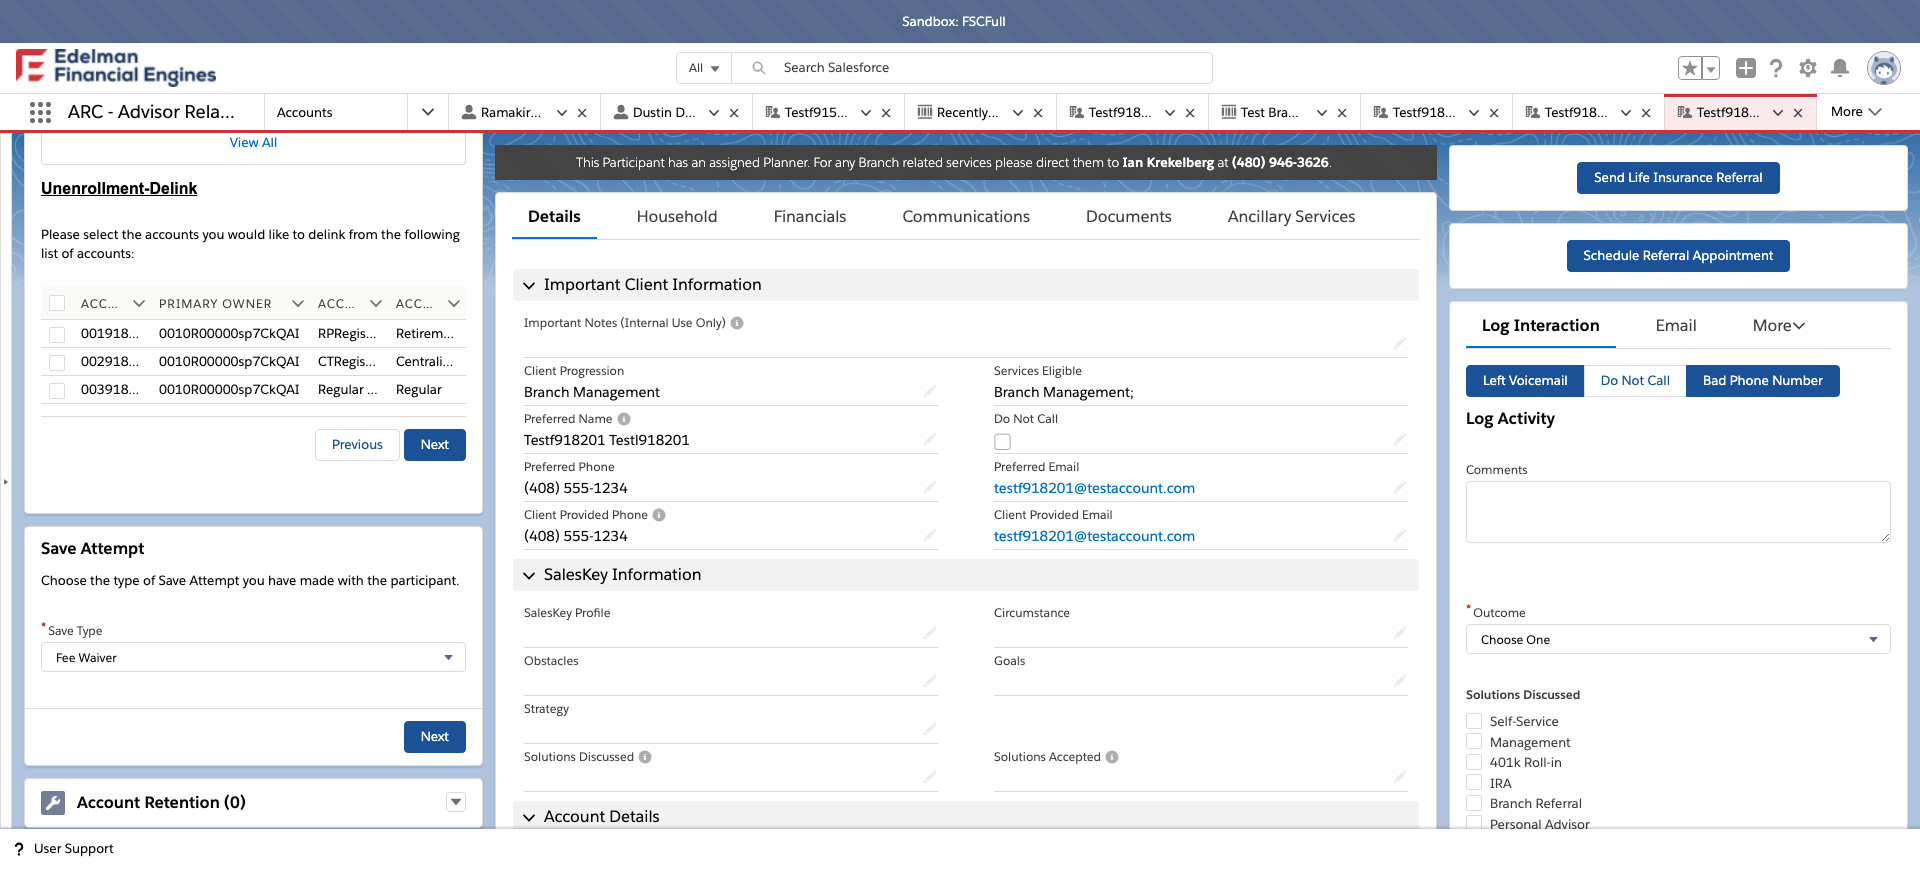 Sandbox: FSCFull
Edelman
Financial Engines
All
Search Salesforce
ARC - Advisor Rela...
Accounts
Ramakir...
Dustin D...
Testf915...
Recently...
Testf918...
Test Bra...
Testf918...
Testf918...
Testf918...
More
View All
Unenrollment-Delink
Please select the accounts you would like to delink from the following
list of accounts:
ACC... PRIMARY OWNER ACC... ACC...
001918... 0010R00000sp7CkQAI RPRegis... Retirem...
002918... 0010R00000sp7CkQAI CTRegis... Centrali...
003918... 0010R00000sp7CkQAI Regular ... Regular
Previous
Next
Save Attempt
Choose the type of Save Attempt you have made with the participant.
* Save Type
Fee Waiver
Next
Account Retention (0)
This Participant has an assigned Planner. For any Branch related services please direct them to Ian Krekelberg at (480) 946-3626.
Details
Household
Financials
Communications
Documents
Ancillary Services
Important Client Information
Important Notes (Internal Use Only)
Client Progression
Branch Management
Services Eligible
Branch Management;
Preferred Name
Testf918201 Testl918201
Do Not Call
Preferred Phone
(408) 555-1234
Preferred Email
testf918201@testaccount.com
Client Provided Phone
(408) 555-1234
Client Provided Email
testf918201@testaccount.com
SalesKey Information
SalesKey Profile
Circumstance
Obstacles
Goals
Strategy
Solutions Discussed
Solutions Accepted
Account Details
Send Life Insurance Referral
Schedule Referral Appointment
Log Interaction
Email
More
Left Voicemail
Do Not Call
Bad Phone Number
Log Activity
Comments
* Outcome
Choose One
Solutions Discussed
Self-Service
Management
401k Roll-in
IRA
Branch Referral
Personal Advisor
? User Support